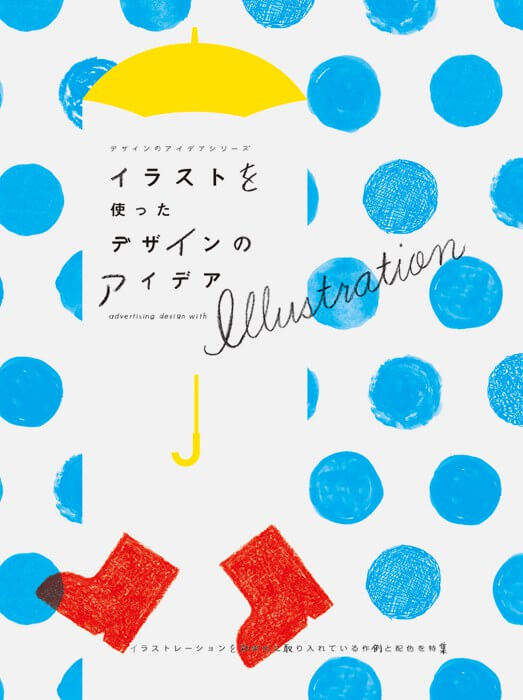 デザインのアイデアシリーズ
イラストを
使った
デザインの
アイデア
advertising design with
Illustration
イラストレーションを 取り入れている作例と配色を特集